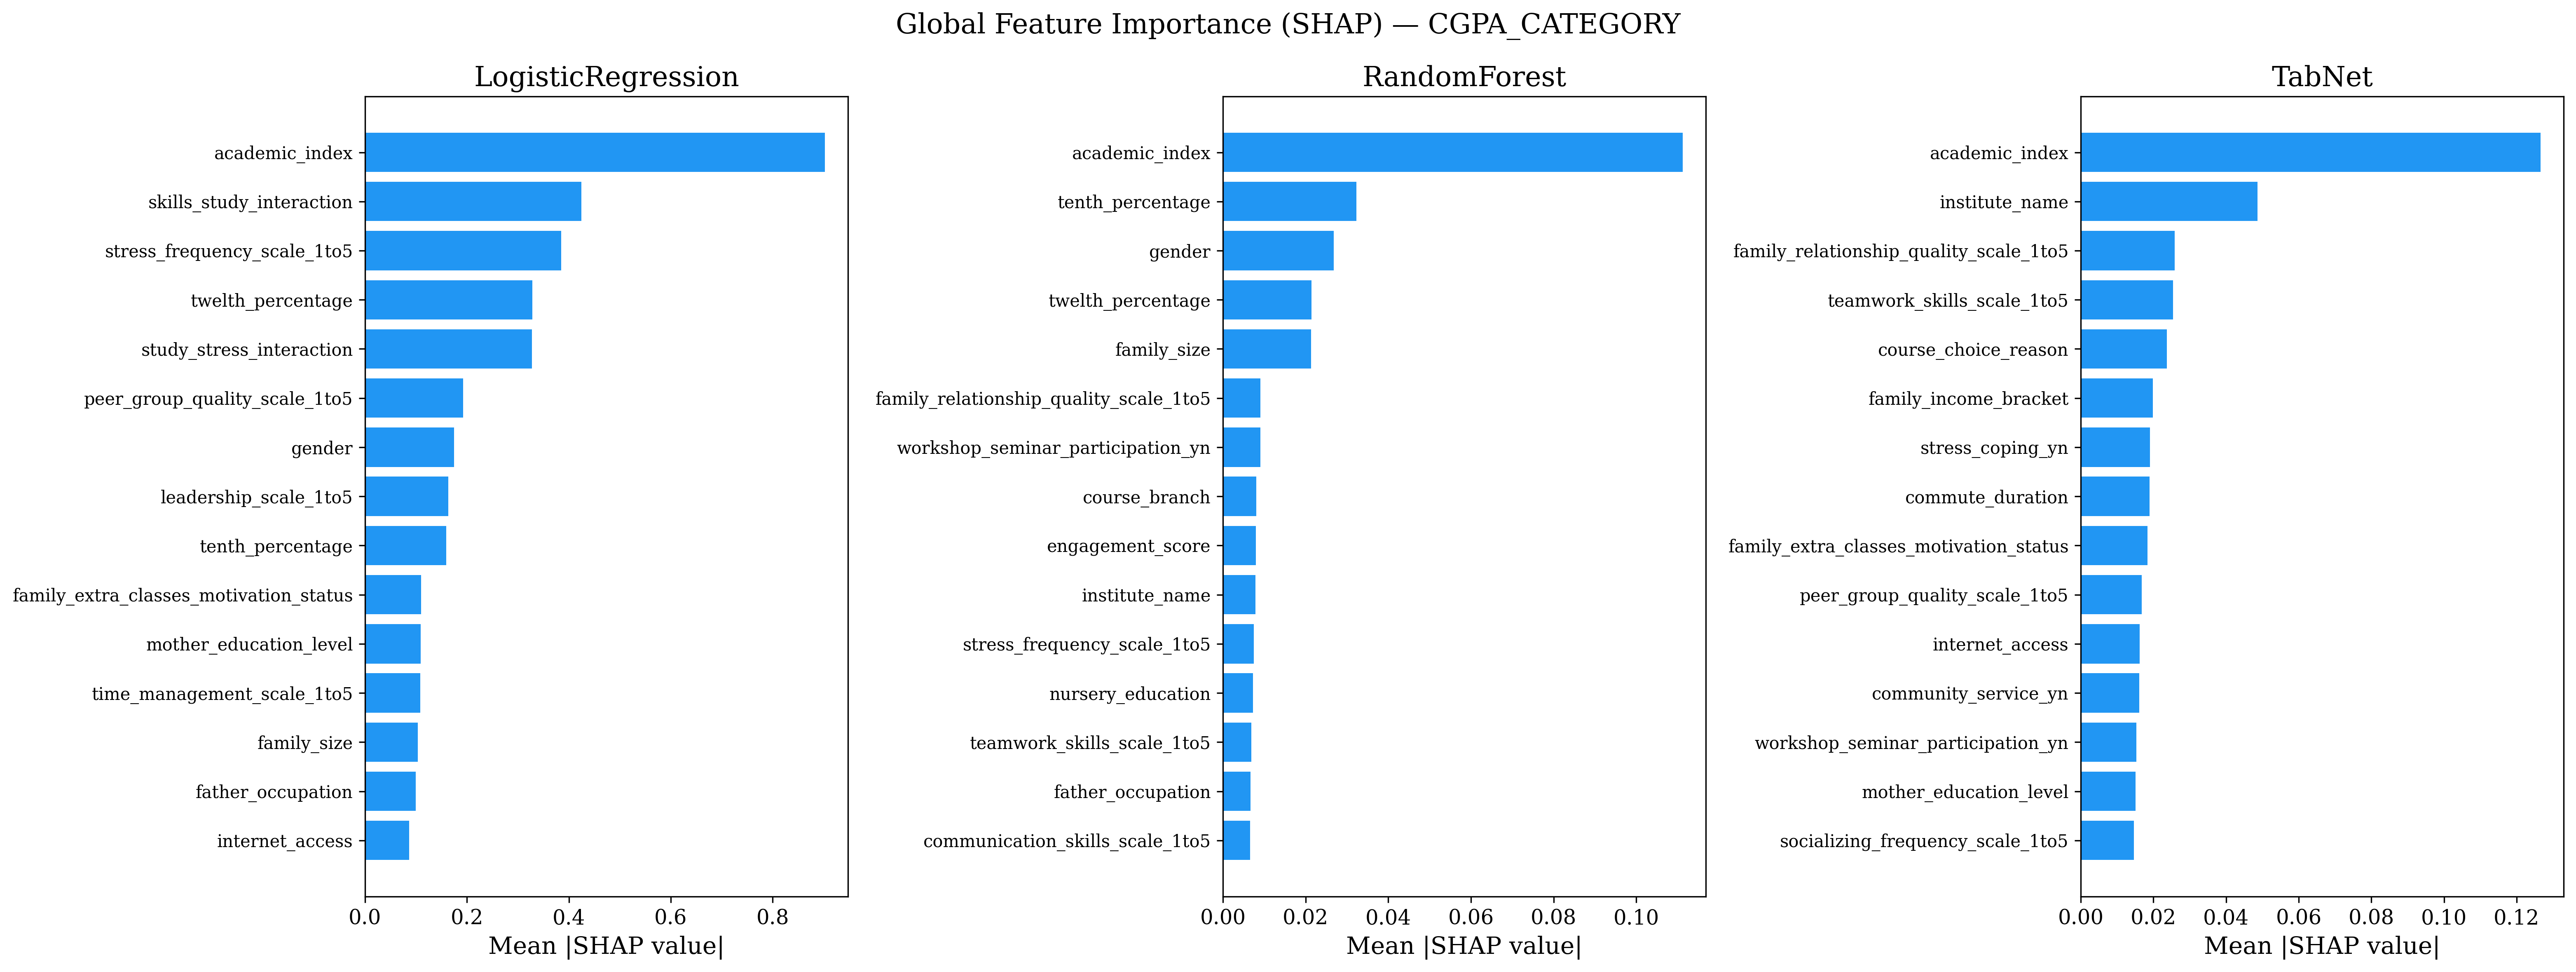 Global Feature Importance (SHAP) — CGPA_CATEGORY
LogisticRegression
academic_index
skills_study_interaction
stress_frequency_scale_1to5
twelth_percentage
study_stress_interaction
peer_group_quality_scale_1to5
gender
leadership_scale_1to5
tenth_percentage
family_extra_classes_motivation_status
mother_education_level
time_management_scale_1to5
family_size
father_occupation
internet_access
0.0 0.2 0.4 0.6 0.8
Mean |SHAP value|
RandomForest
academic_index
tenth_percentage
gender
twelth_percentage
family_size
family_relationship_quality_scale_1to5
workshop_seminar_participation_yn
course_branch
engagement_score
institute_name
stress_frequency_scale_1to5
nursery_education
teamwork_skills_scale_1to5
father_occupation
communication_skills_scale_1to5
0.00 0.02 0.04 0.06 0.08 0.10
Mean |SHAP value|
TabNet
academic_index
institute_name
family_relationship_quality_scale_1to5
teamwork_skills_scale_1to5
course_choice_reason
family_income_bracket
stress_coping_yn
commute_duration
family_extra_classes_motivation_status
peer_group_quality_scale_1to5
internet_access
community_service_yn
workshop_seminar_participation_yn
mother_education_level
socializing_frequency_scale_1to5
0.00 0.02 0.04 0.06 0.08 0.10 0.12
Mean |SHAP value|